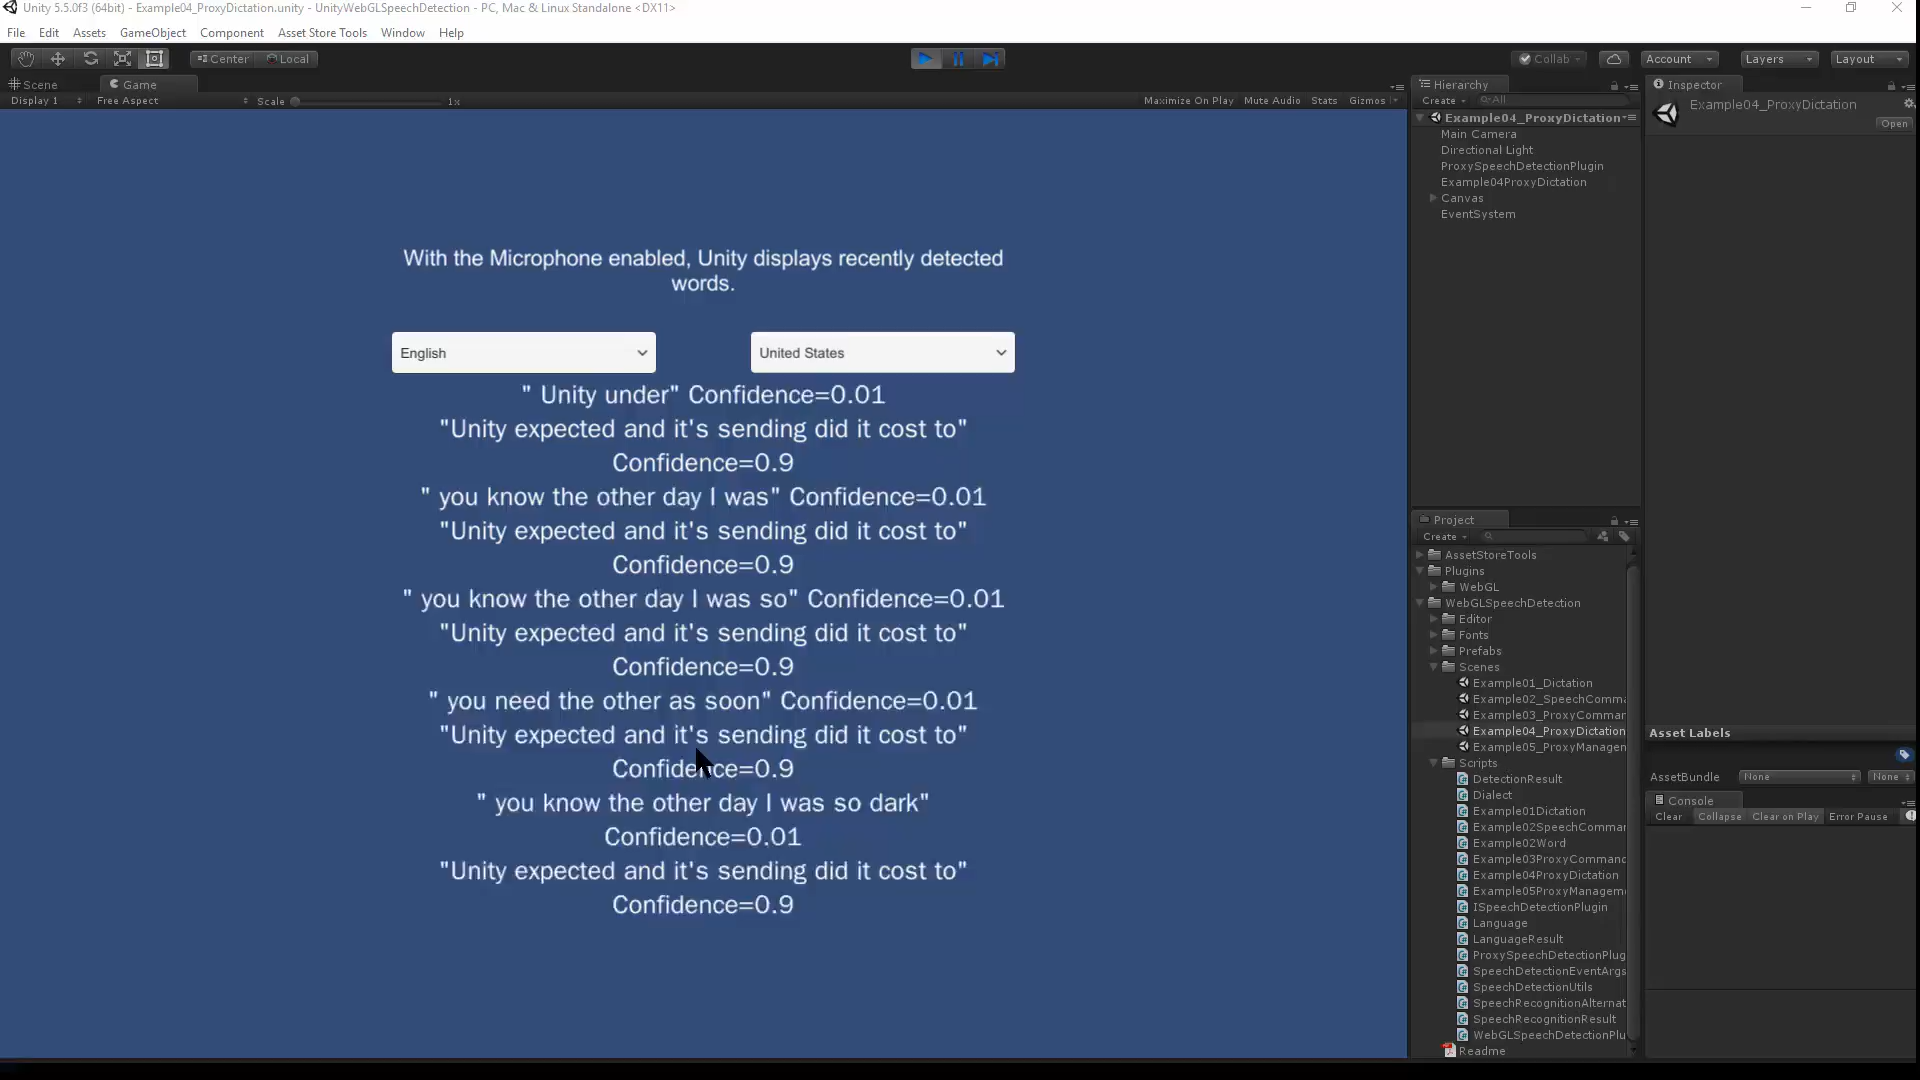 Unity 5.5.0f3 (64bit) - Example04_ProxyDictation.unity - UnityWebGLSpeechDetection - PC, Mac & Linux Standalone <DX11>
File Edit Assets GameObject Component Asset Store Tools Window Help
Center Local Collab Account Layers Layout
Scene Game Hierarchy Inspector
Display 1 Free Aspect Scale 1x Maximize On Play Mute Audio Stats Gizmos Create All
Example04_ProxyDictation
Open
Example04_ProxyDictation
Main Camera
Directional Light
ProxySpeechDetectionPlugin
Example04ProxyDictation
Canvas
EventSystem
With the Microphone enabled, Unity displays recently detected
words.
English United States
" Unity under" Confidence=0.01
"Unity expected and it's sending did it cost to"
Confidence=0.9
" you know the other day I was" Confidence=0.01
"Unity expected and it's sending did it cost to"
Confidence=0.9
" you know the other day I was so" Confidence=0.01
"Unity expected and it's sending did it cost to"
Confidence=0.9
" you need the other as soon" Confidence=0.01
"Unity expected and it's sending did it cost to"
Confidence=0.9
" you know the other day I was so dark"
Confidence=0.01
"Unity expected and it's sending did it cost to"
Confidence=0.9
Project
Create
AssetStoreTools
Plugins
WebGL
WebGLSpeechDetection
Editor
Fonts
Prefabs
Scenes
Example01_Dictation
Example02_SpeechComma
Example03_ProxyComman
Example04_ProxyDictation
Example05_ProxyManagem
Scripts
DetectionResult
Dialect
Example01Dictation
Example02SpeechComman
Example02Word
Example03ProxyCommand
Example04ProxyDictation
Example05ProxyManagem
ISpeechDetectionPlugin
Language
LanguageResult
ProxySpeechDetectionPlug
SpeechDetectionEventArgs
SpeechDetectionUtils
SpeechRecognitionAlternat
SpeechRecognitionResult
WebGLSpeechDetectionPlu
Readme
Asset Labels
AssetBundle None None
Console
Clear Collapse Clear on Play Error Pause